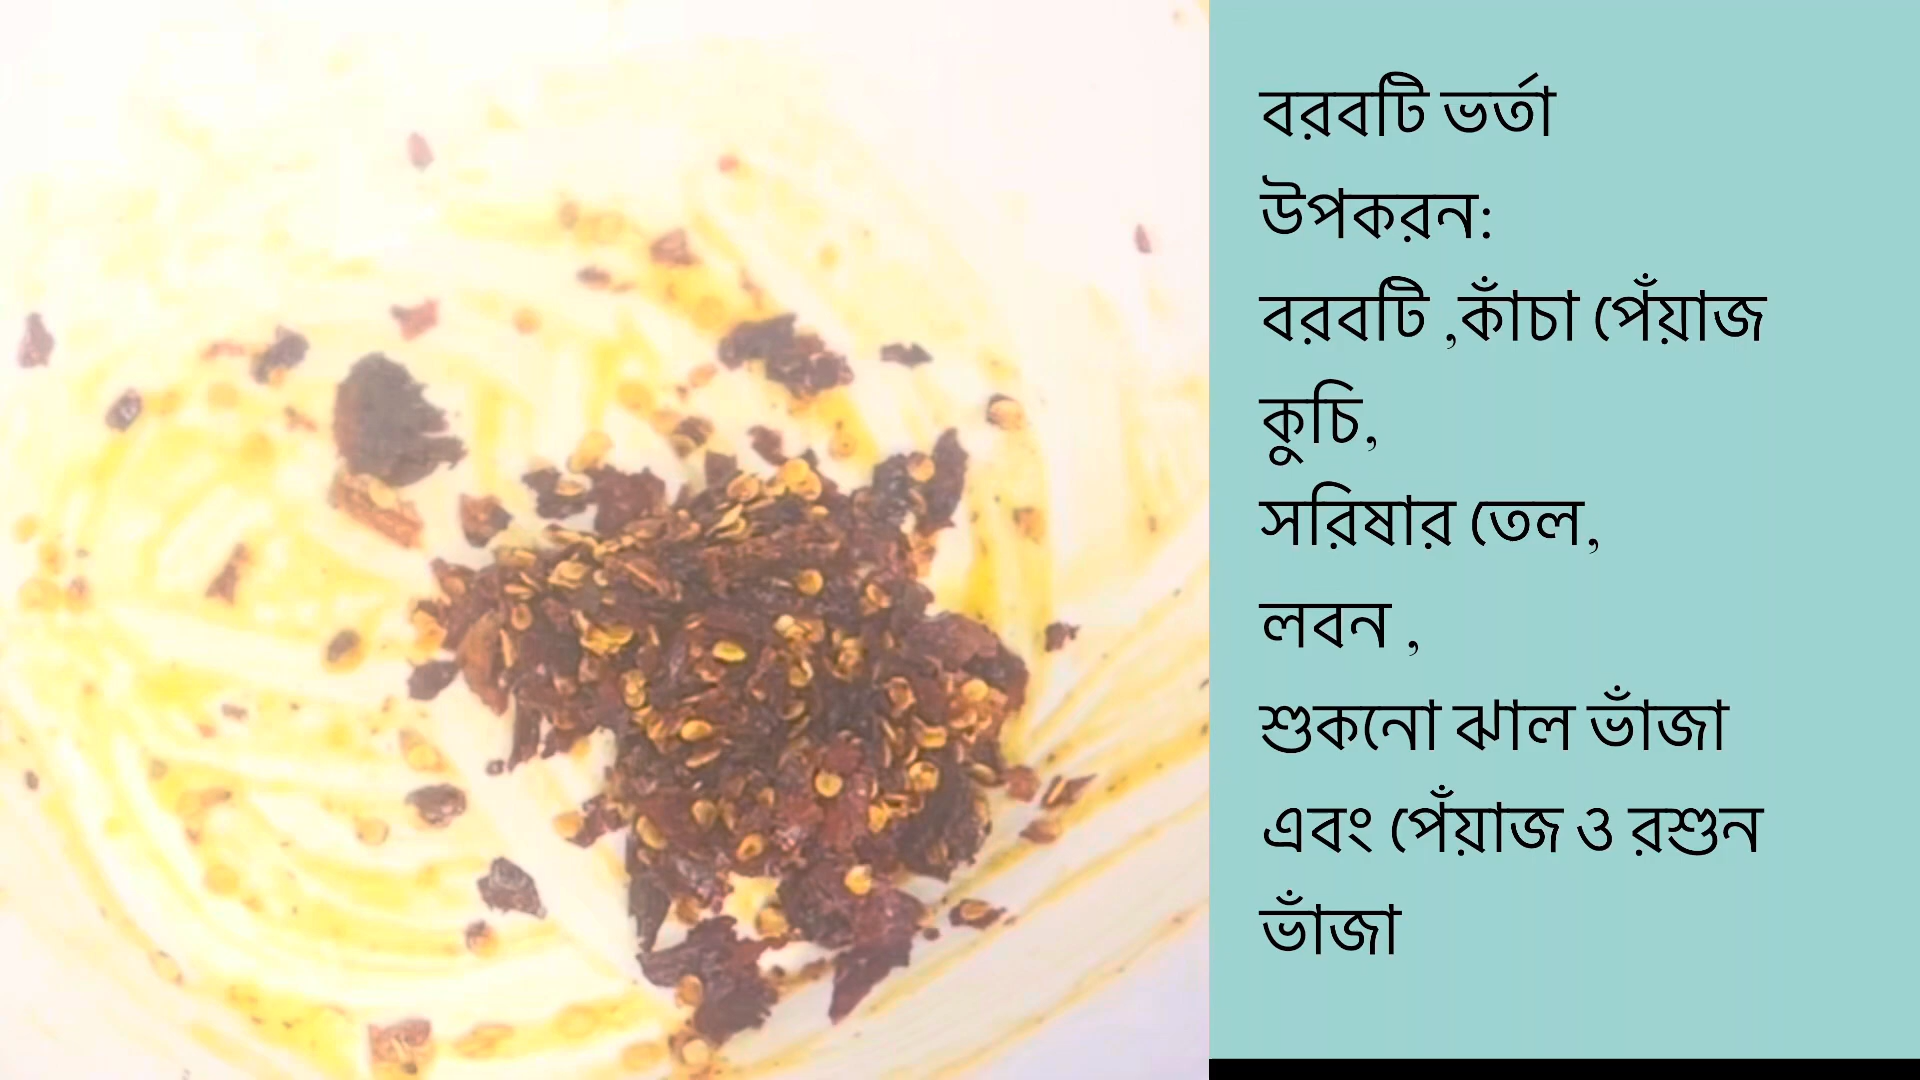 বরবটি ভর্তা
উপকরন:
বরবটি ,কাঁচা পেঁয়াজ
কুচি,
সরিষার তেল,
লবন ,
শুকনো ঝাল ভাঁজা
এবং পেঁয়াজ ও রশুন
ভাঁজা